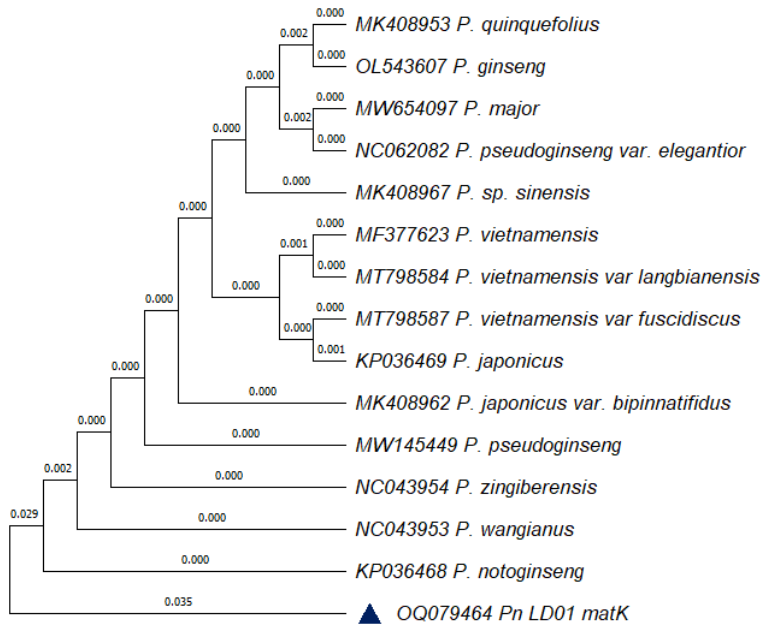 0.000
MK408953 P. quinquefolius
0.002
0.000
OL543607 P. ginseng
0.000
0.000
MW654097 P. major
0.002
0.000
0.000
NC062082 P. pseudoginseng var. elegantior
0.000
MK408967 P. sp. sinensis
0.000
0.000
MF377623 P. vietnamensis
0.001
0.000
MT798584 P. vietnamensis var langbianensis
0.000
0.000
0.000
MT798587 P. vietnamensis var fuscidiscus
0.000
0.001
KP036469 P. japonicus
0.000
0.000
MK408962 P. japonicus var. bipinnatifidus
0.000
0.000
MW145449 P. pseudoginseng
0.002
0.000
NC043954 P. zingiberensis
0.029
0.000
NC043953 P. wangianus
0.000
KP036468 P. notoginseng
0.035
OQ079464 Pn LD01 matK